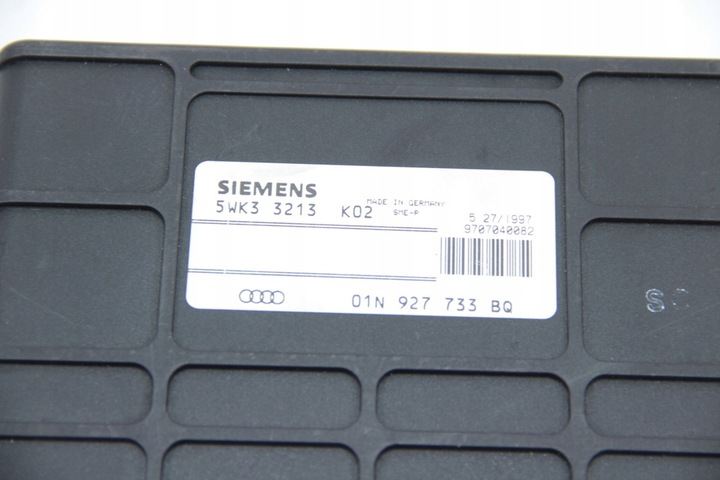 SIEMENS
MADE IN GERMANY
5WK3 3213 K02 SME-P 5 27/1997
9707040082
01N 927 733 BQ